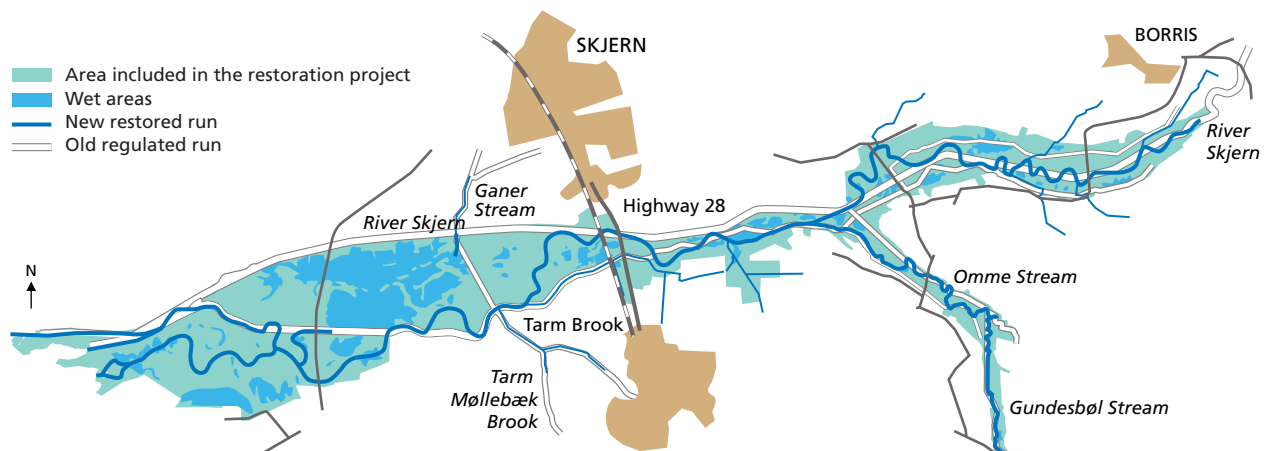 SKJERN
BORRIS
Area included in the restoration project
Wet areas
New restored run
Old regulated run
River
Skjern
Ganer
Stream
Highway 28
River Skjern
N
Omme Stream
Tarm Brook
Tarm
Møllebæk
Brook
Gundesbøl Stream